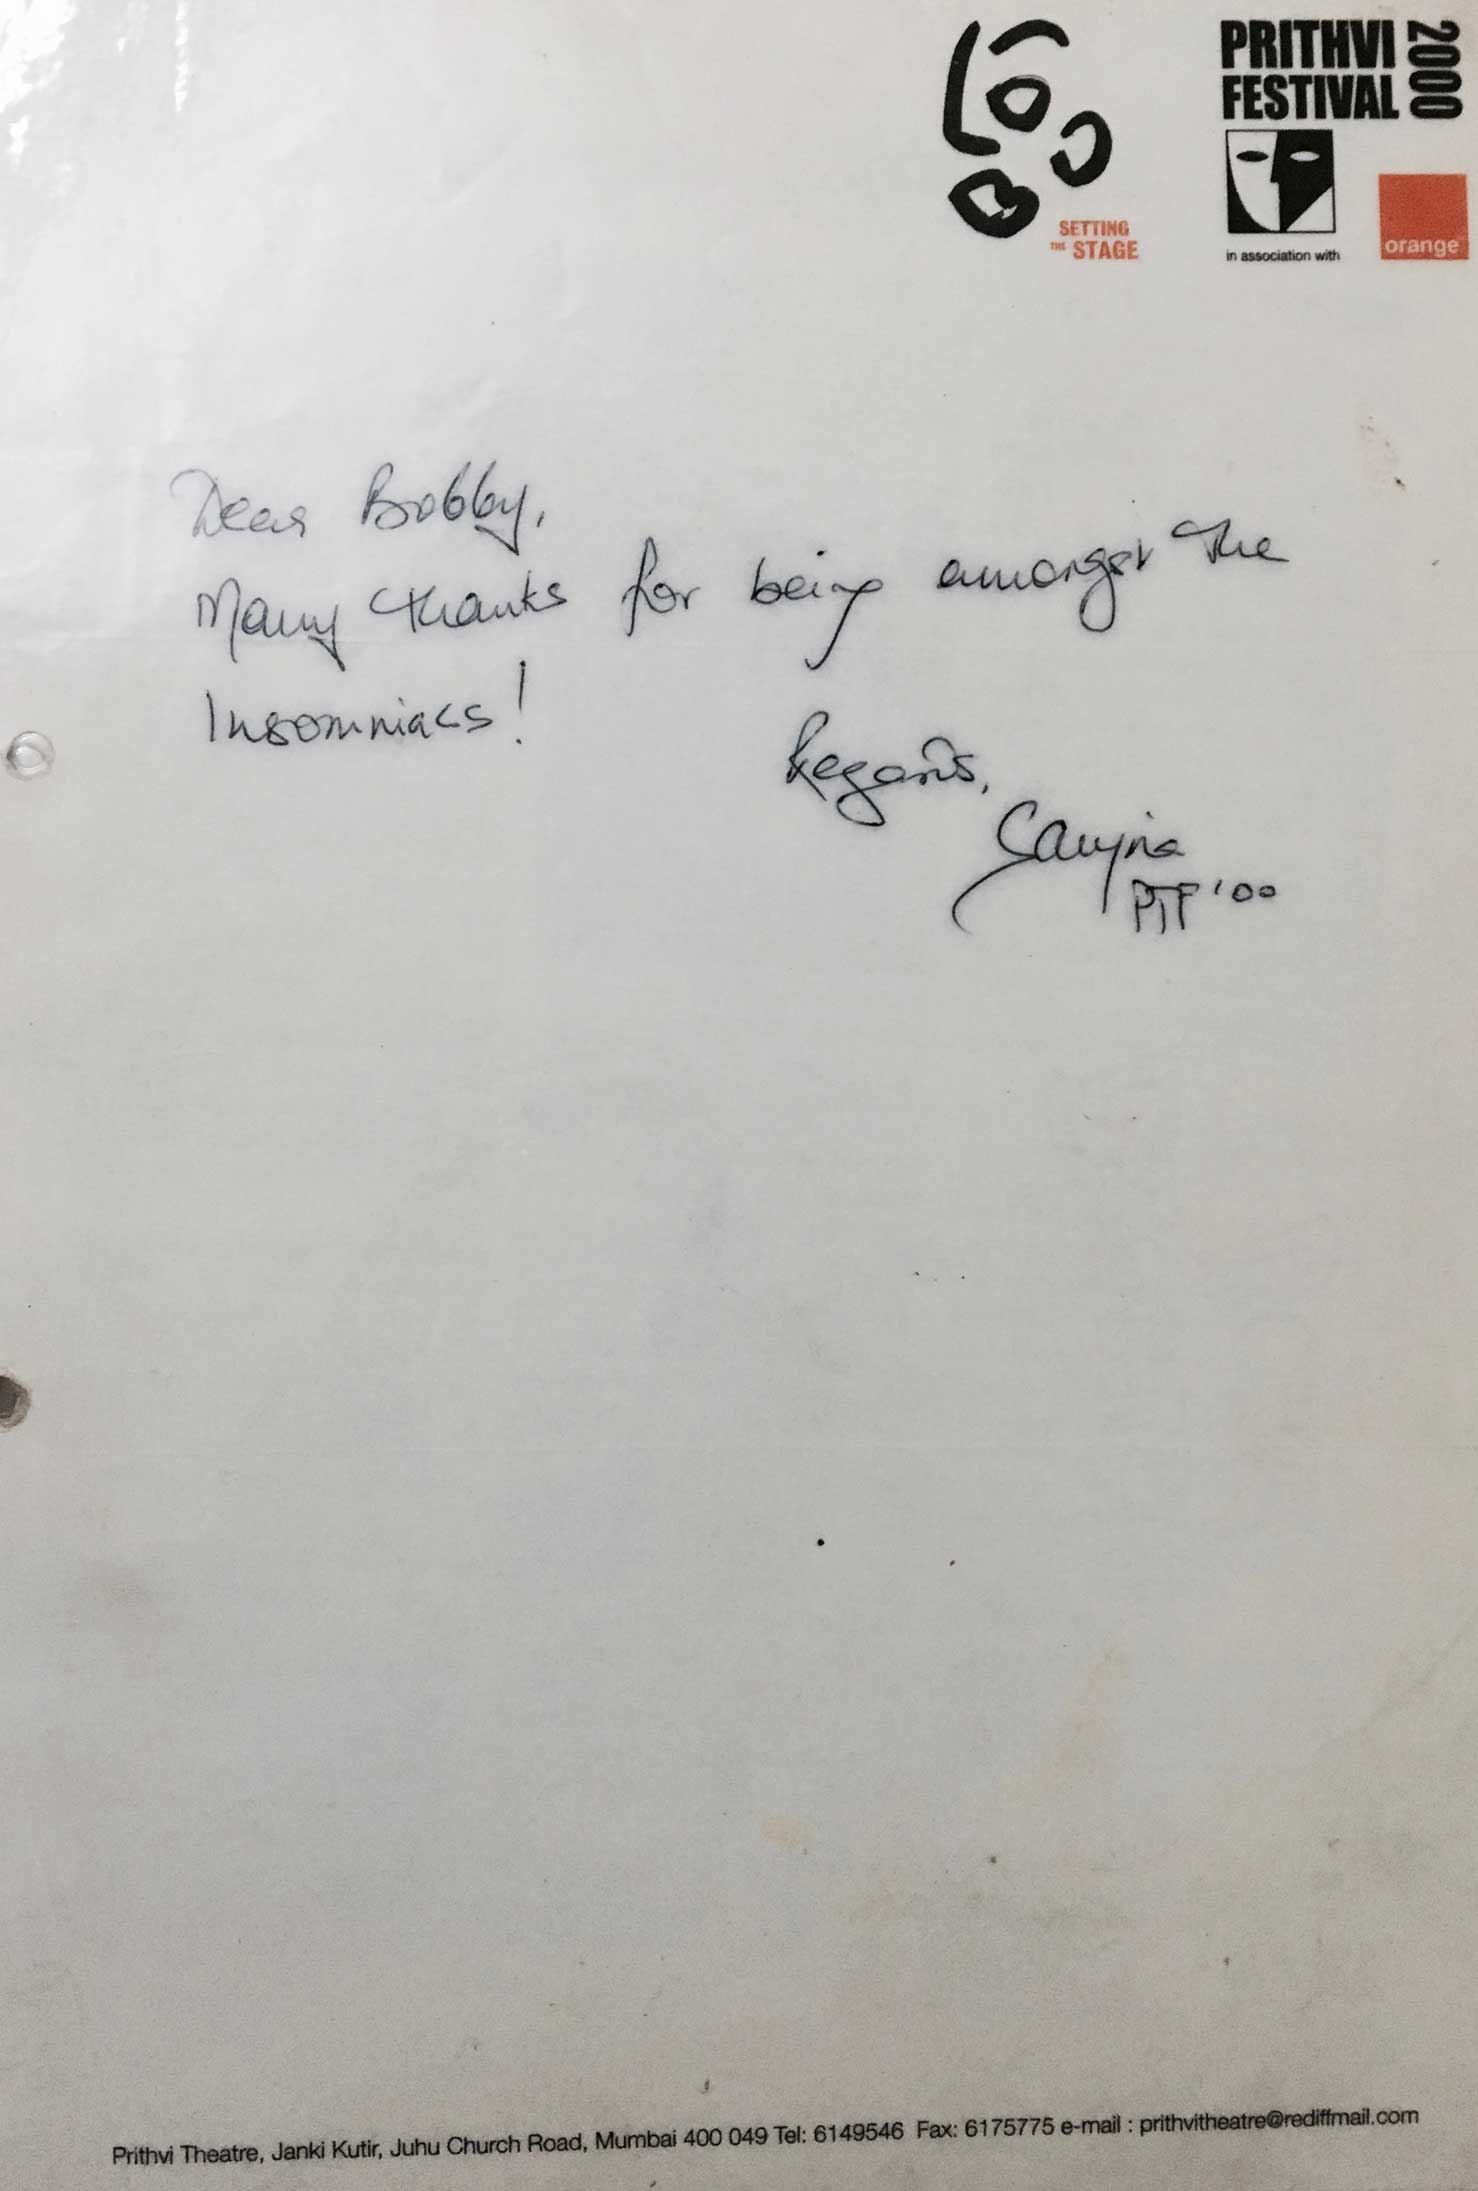 PRITHVI
FESTIVAL
2000
SETTING
THE STAGE
in association with
orange
Dear Bobby,
Many thanks for being amongst the
Insomniacs!
Regards,
Sanjna
PTF '00
Prithvi Theatre, Janki Kutir, Juhu Church Road, Mumbai 400 049 Tel: 6149546 Fax: 6175775 e-mail : prithvitheatre@rediffmail.com